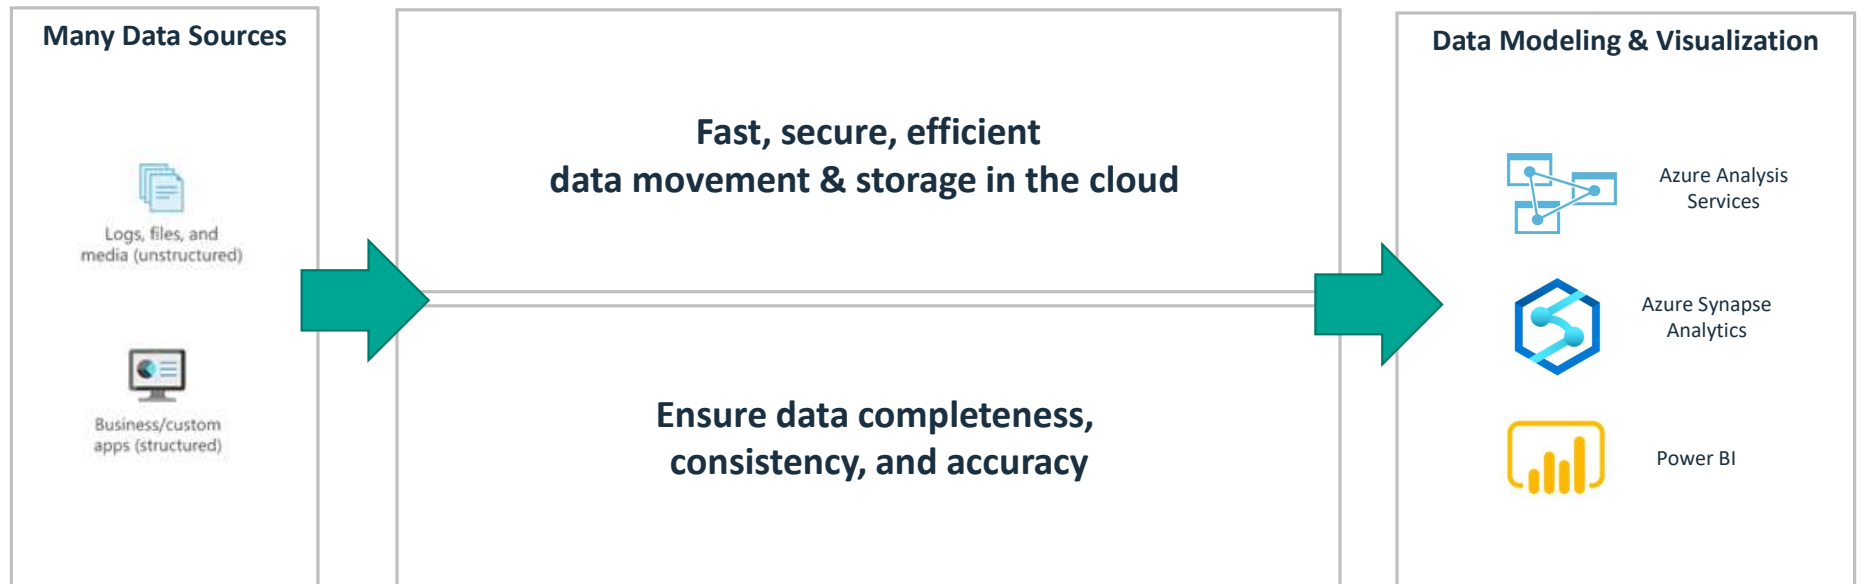 Many Data Sources
Logs, files, and
media (unstructured)
Business/custom
apps (structured)
Fast, secure, efficient
data movement & storage in the cloud
Ensure data completeness,
consistency, and accuracy
Data Modeling & Visualization
Azure Analysis
Services
Azure Synapse
Analytics
Power BI